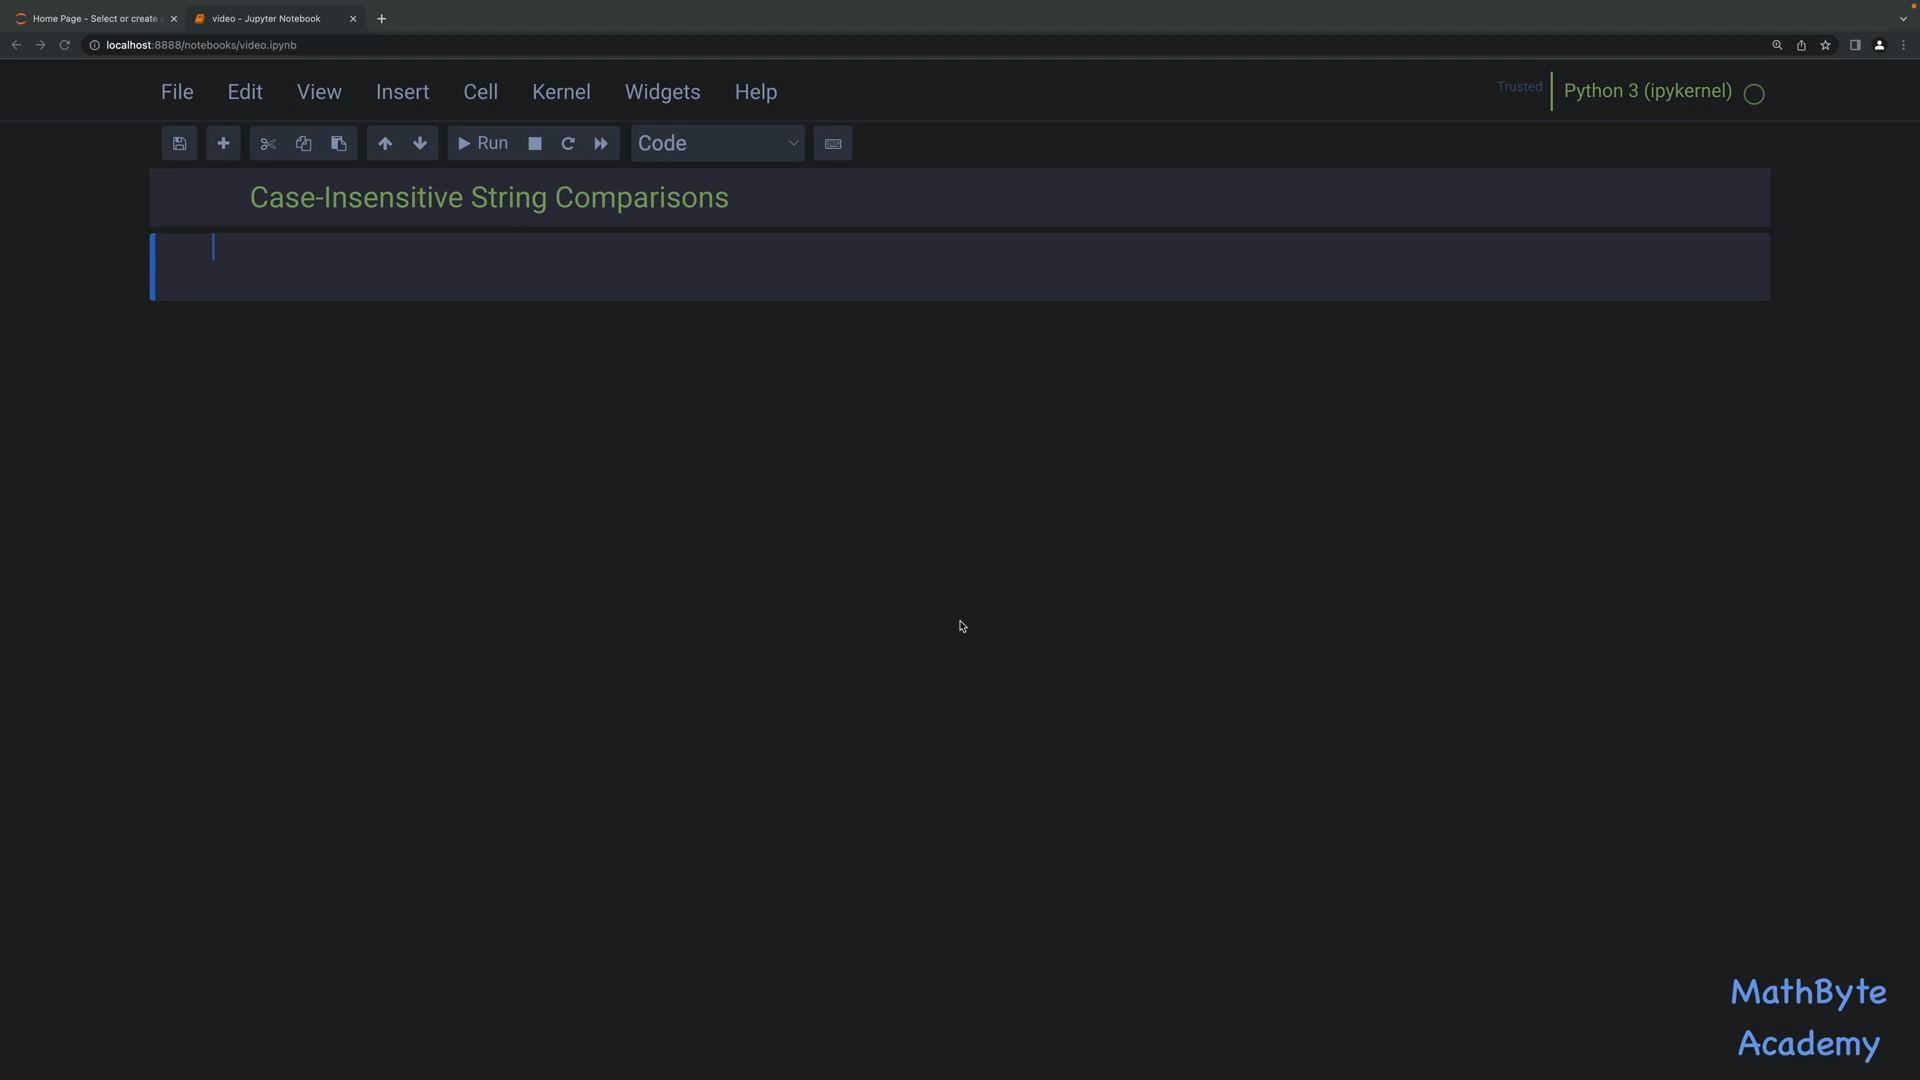 Home Page - Select or create
video - Jupyter Notebook
localhost:8888/notebooks/video.ipynb
File Edit View Insert Cell Kernel Widgets Help
Trusted
Python 3 (ipykernel)
Run
Code
Case-Insensitive String Comparisons
MathByte
Academy